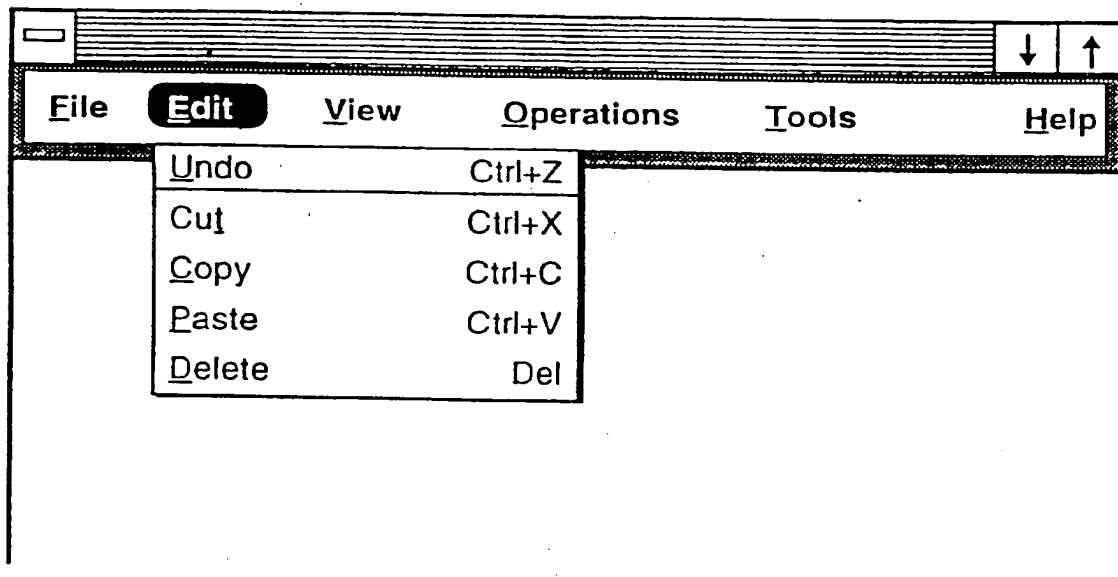 File Edit View Operations Tools Help
Undo Ctrl+Z
Cut Ctrl+X
Copy Ctrl+C
Paste Ctrl+V
Delete Del